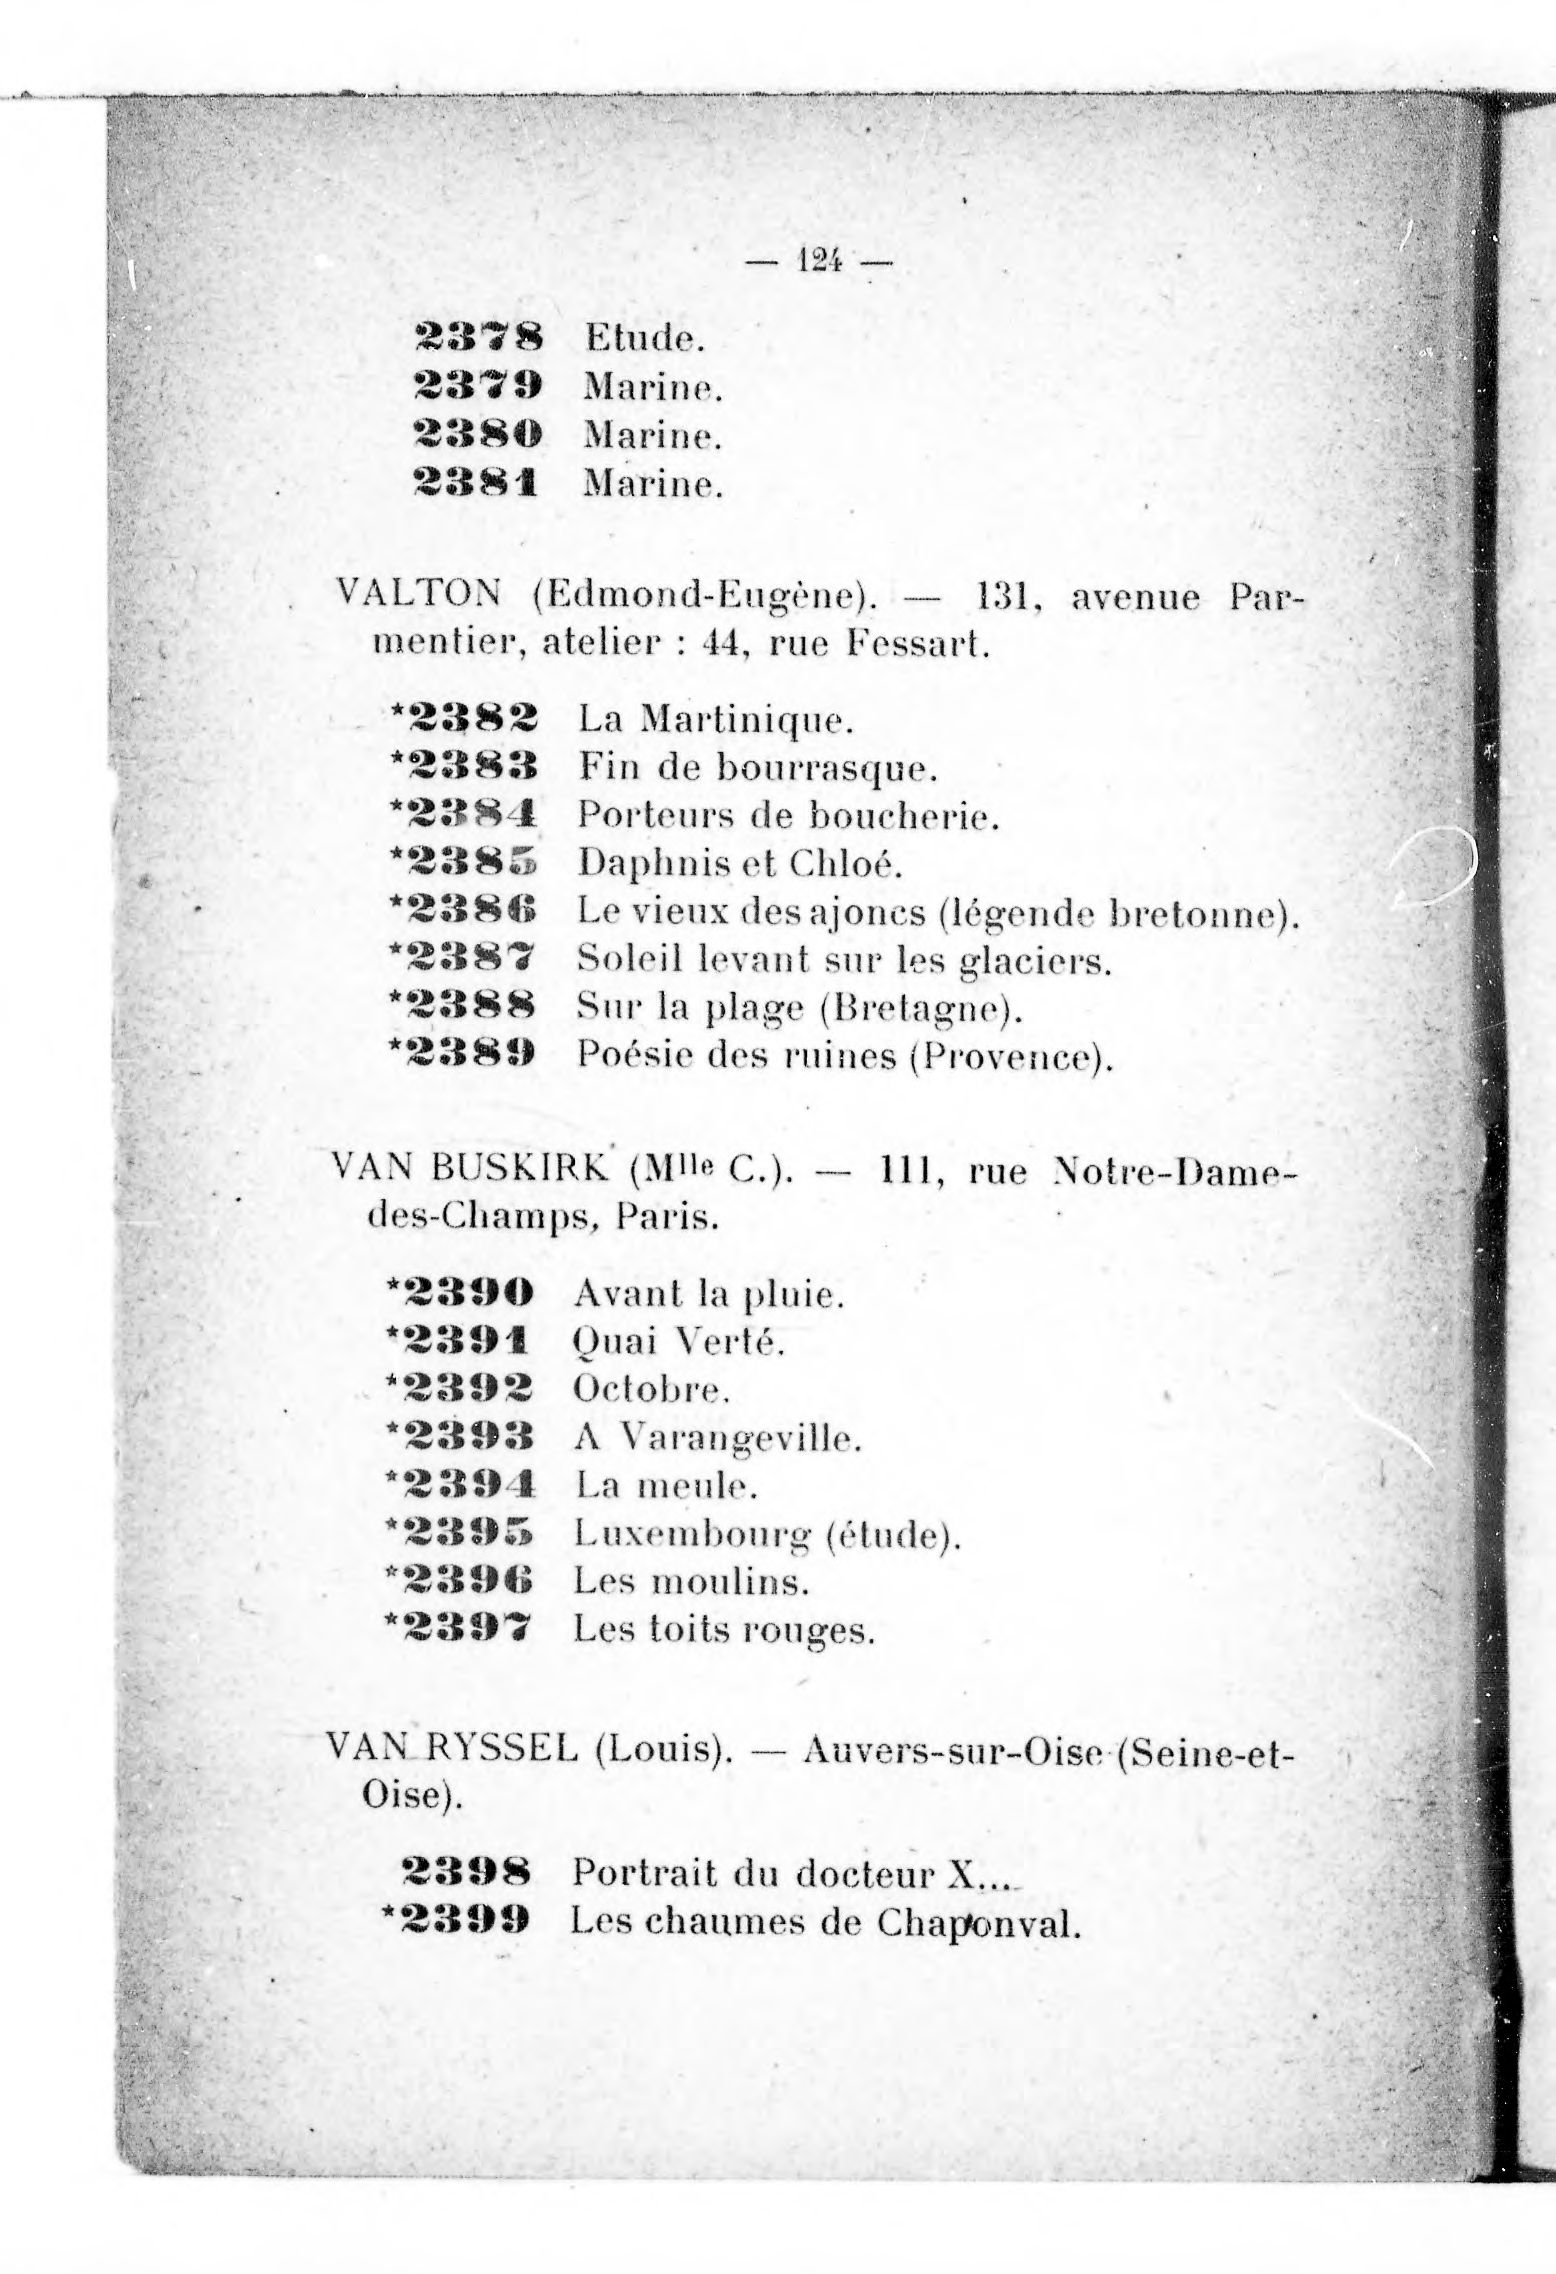 — 124 —
2378 Etude.
2379 Marine.
2380 Marine.
2381 Marine.
VALTON (Edmond-Eugène). — 131, avenue Par-
mentier, atelier : 44, rue Fessart.
*2382 La Martinique.
*2383 Fin de bourrasque.
*2384 Porteurs de boucherie.
*2385 Daphnis et Chloé.
*2386 Le vieux des ajoncs (légende bretonne).
*2387 Soleil levant sur les glaciers.
*2388 Sur la plage (Bretagne).
*2389 Poésie des ruines (Provence).
VAN BUSKIRK (Mlle C.). — 111, rue Notre-Dame-
des-Champs, Paris.
*2390 Avant la pluie.
*2391 Quai Verté.
*2392 Octobre.
*2393 A Varangeville.
*2394 La meule.
*2395 Luxembourg (étude).
*2396 Les moulins.
*2397 Les toits rouges.
VAN RYSSEL (Louis). — Auvers-sur-Oise (Seine-et-
Oise).
2398 Portrait du docteur X...
*2399 Les chaumes de Chaponval.